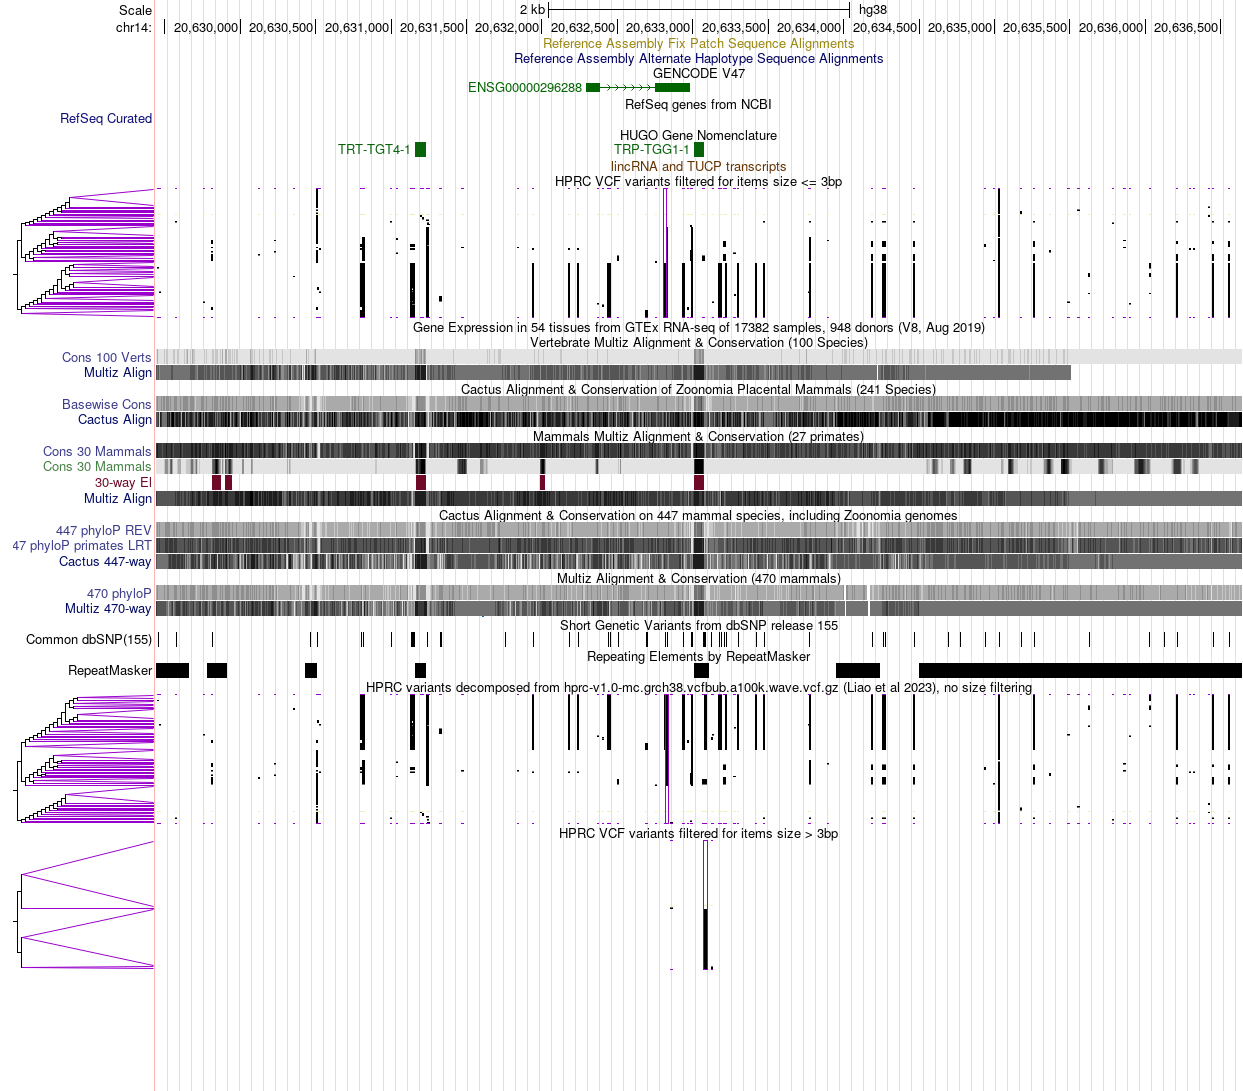 Scale 2 kb hg38
chr14: 20,630,000 20,630,500 20,631,000 20,631,500 20,632,000 20,632,500 20,633,000 20,633,500 20,634,000 20,634,500 20,635,000 20,635,500 20,636,000 20,636,500
Reference Assembly Fix Patch Sequence Alignments
Reference Assembly Alternate Haplotype Sequence Alignments
GENCODE V47
ENSG00000296288
RefSeq genes from NCBI
RefSeq Curated
HUGO Gene Nomenclature
TRT-TGT4-1 TRP-TGG1-1
lincRNA and TUCP transcripts
HPRC VCF variants filtered for items size <= 3bp
Gene Expression in 54 tissues from GTEx RNA-seq of 17382 samples, 948 donors (V8, Aug 2019)
Vertebrate Multiz Alignment & Conservation (100 Species)
Cons 100 Verts
Multiz Align
Cactus Alignment & Conservation of Zoonomia Placental Mammals (241 Species)
Basewise Cons
Cactus Align
Mammals Multiz Alignment & Conservation (27 primates)
Cons 30 Mammals
Cons 30 Mammals
30-way El
Multiz Align
Cactus Alignment & Conservation on 447 mammal species, including Zoonomia genomes
447 phyloP REV
47 phyloP primates LRT
Cactus 447-way
Multiz Alignment & Conservation (470 mammals)
470 phyloP
Multiz 470-way
Short Genetic Variants from dbSNP release 155
Common dbSNP(155)
Repeating Elements by RepeatMasker
RepeatMasker
HPRC variants decomposed from hprc-v1.0-mc.grch38.vcfbub.a100k.wave.vcf.gz (Liao et al 2023), no size filtering
HPRC VCF variants filtered for items size > 3bp